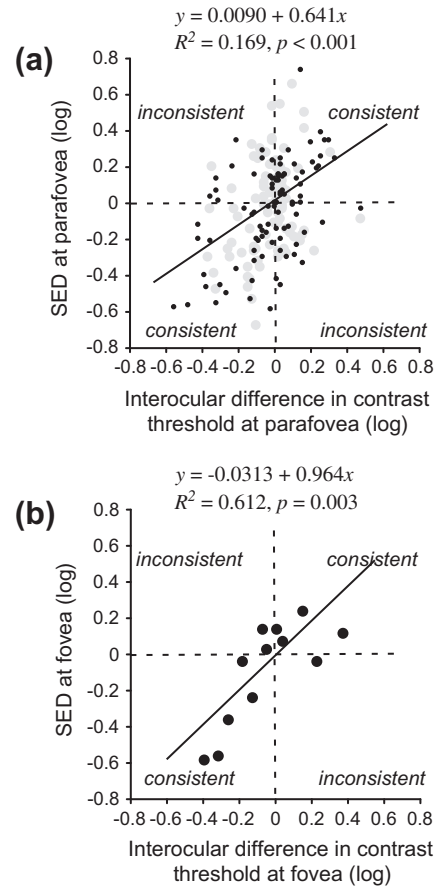 y = 0.0090 + 0.641x
R² = 0.169, p < 0.001
(a)
0.8
0.6
0.4
0.2
0
-0.2
-0.4
-0.6
-0.8
inconsistent
consistent
consistent
inconsistent
SED at parafovea (log)
-0.8 -0.6 -0.4 -0.2 0 0.2 0.4 0.6 0.8
Interocular difference in contrast
threshold at parafovea (log)
y = -0.0313 + 0.964x
R² = 0.612, p = 0.003
(b)
0.8
0.6
0.4
0.2
0
-0.2
-0.4
-0.6
-0.8
inconsistent
consistent
consistent
inconsistent
SED at fovea (log)
-0.8 -0.6 -0.4 -0.2 0 0.2 0.4 0.6 0.8
Interocular difference in contrast
threshold at fovea (log)